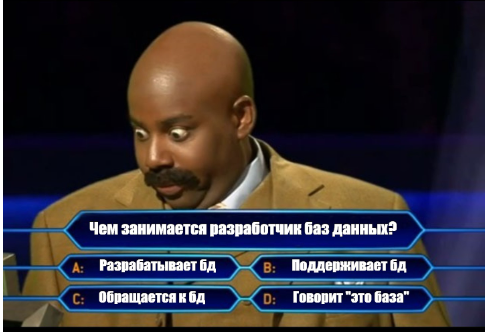 Чем занимается разработчик баз данных?
A: Разрабатывает бд
B: Поддерживает бд
C: Обращается к бд
D: Говорит "это база"